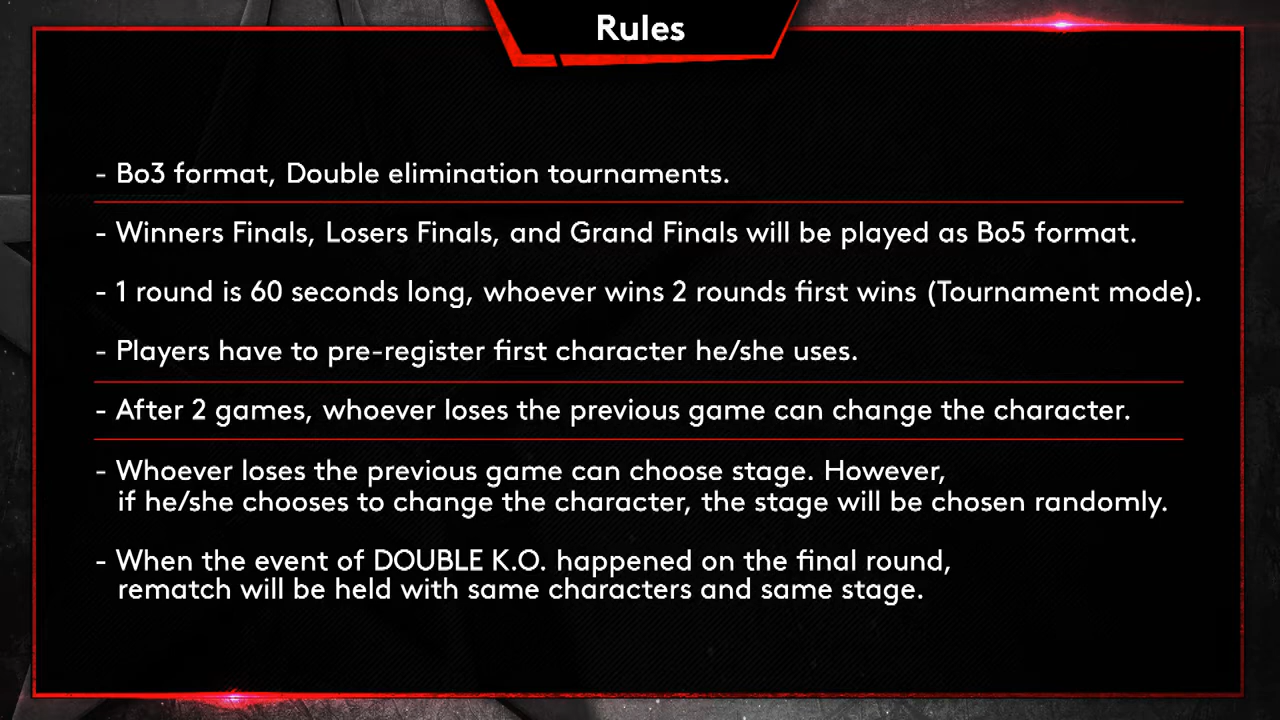 Rules
- Bo3 format, Double elimination tournaments.
- Winners Finals, Losers Finals, and Grand Finals will be played as Bo5 format.
- 1 round is 60 seconds long, whoever wins 2 rounds first wins (Tournament mode).
- Players have to pre-register first character he/she uses.
- After 2 games, whoever loses the previous game can change the character.
- Whoever loses the previous game can choose stage. However,
if he/she chooses to change the character, the stage will be chosen randomly.
- When the event of DOUBLE K.O. happened on the final round,
rematch will be held with same characters and same stage.